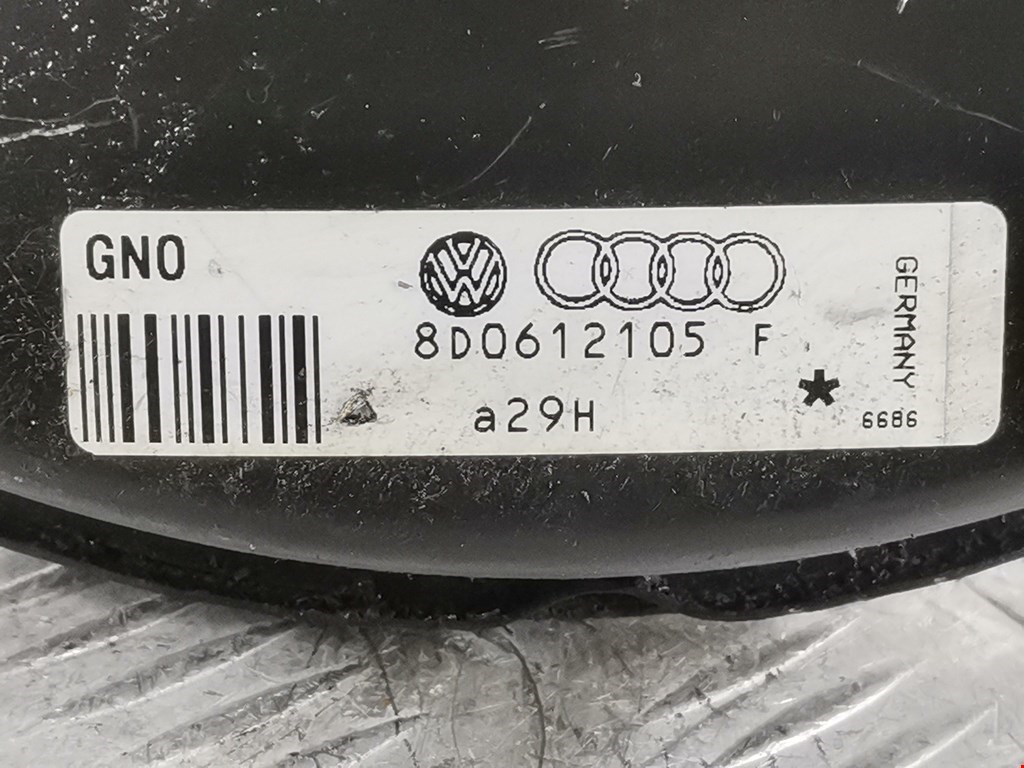 GNO
8D0612105 F
a29H
*
GERMANY
6686